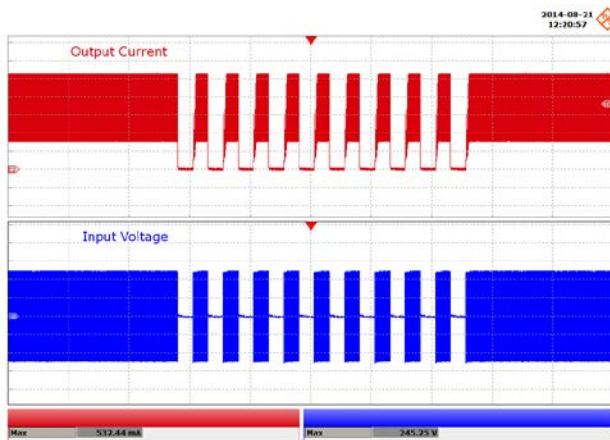 2014-08-21
12:20:57
Output Current
Input Voltage
Max 532.44 mA Max 245.25 V